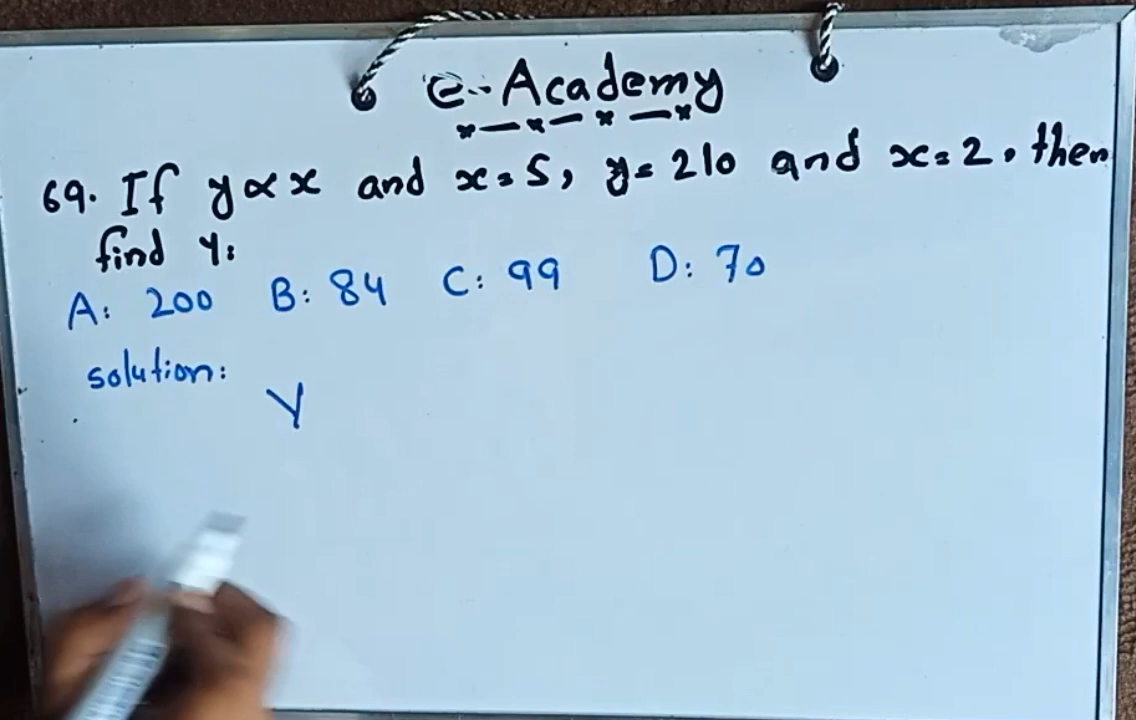 e-Academy
69. If y∝x and x=5, y=210 and x=2, then
find y:
A: 200 B: 84 C: 99 D: 70
solution:
Y